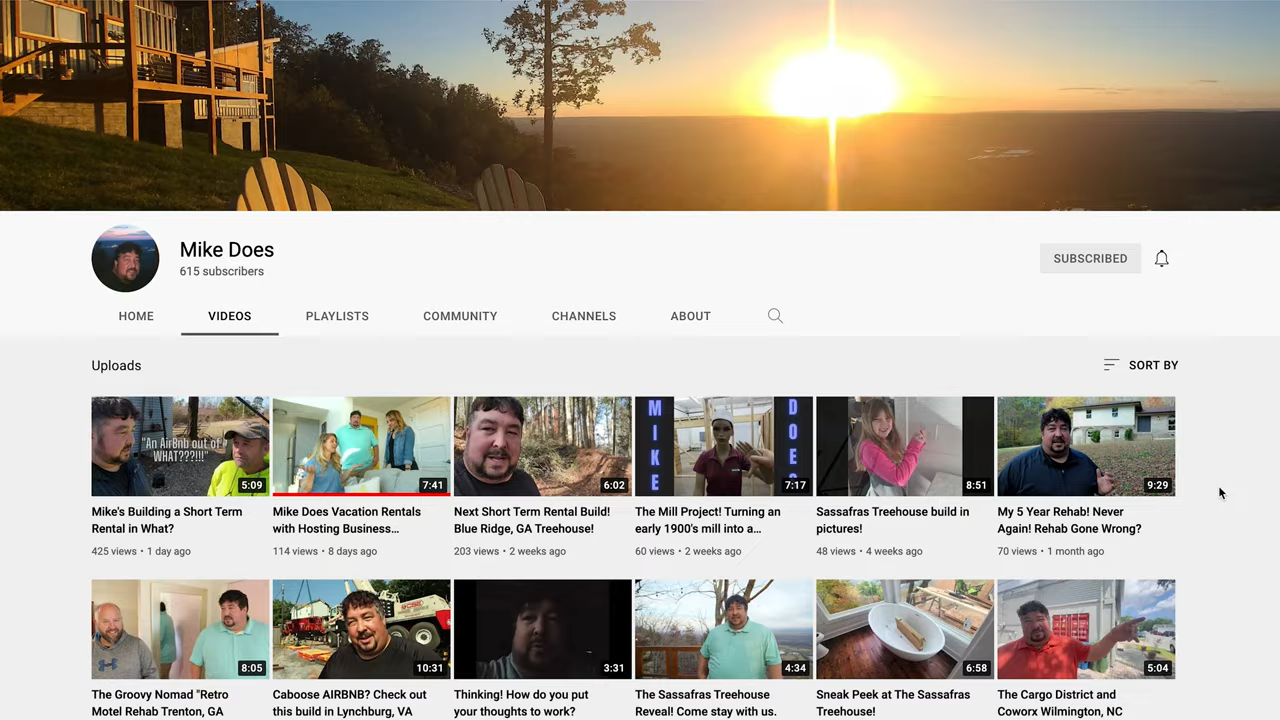 Mike Does
615 subscribers
SUBSCRIBED
HOME
VIDEOS
PLAYLISTS
COMMUNITY
CHANNELS
ABOUT
Uploads
SORT BY
"An AirBnb out of
WHAT???!!!"
5:09
7:41
6:02
MIKE
DOES
7:17
8:51
9:29
Mike's Building a Short Term
Rental in What?
425 views • 1 day ago
Mike Does Vacation Rentals
with Hosting Business...
114 views • 8 days ago
Next Short Term Rental Build!
Blue Ridge, GA Treehouse!
203 views • 2 weeks ago
The Mill Project! Turning an
early 1900's mill into a...
60 views • 2 weeks ago
Sassafras Treehouse build in
pictures!
48 views • 4 weeks ago
My 5 Year Rehab! Never
Again! Rehab Gone Wrong?
70 views • 1 month ago
8:05
10:31
3:31
4:34
6:58
5:04
The Groovy Nomad "Retro
Motel Rehab Trenton, GA
Caboose AIRBNB? Check out
this build in Lynchburg, VA
Thinking! How do you put
your thoughts to work?
The Sassafras Treehouse
Reveal! Come stay with us.
Sneak Peek at The Sassafras
Treehouse!
The Cargo District and
Coworx Wilmington, NC